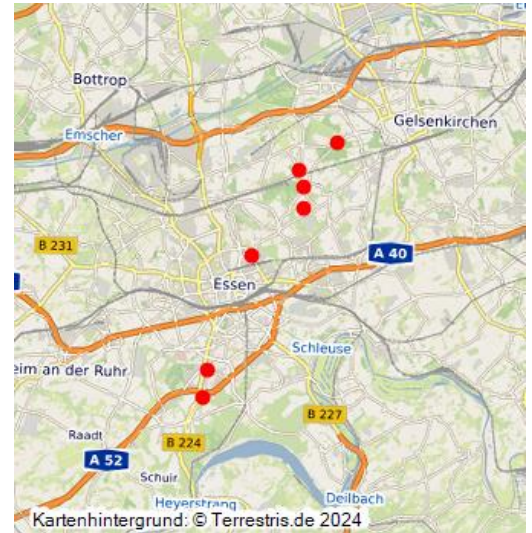 Bottrop
Emscher
Gelsenkirchen
B 231
A 40
Essen
Schleuse
eim an der Ruhr
B 227
Raadt
B 224
A 52
Schuir
Heyerstrang
Deilbach
Kartenhintergrund: © Terrestris.de 2024